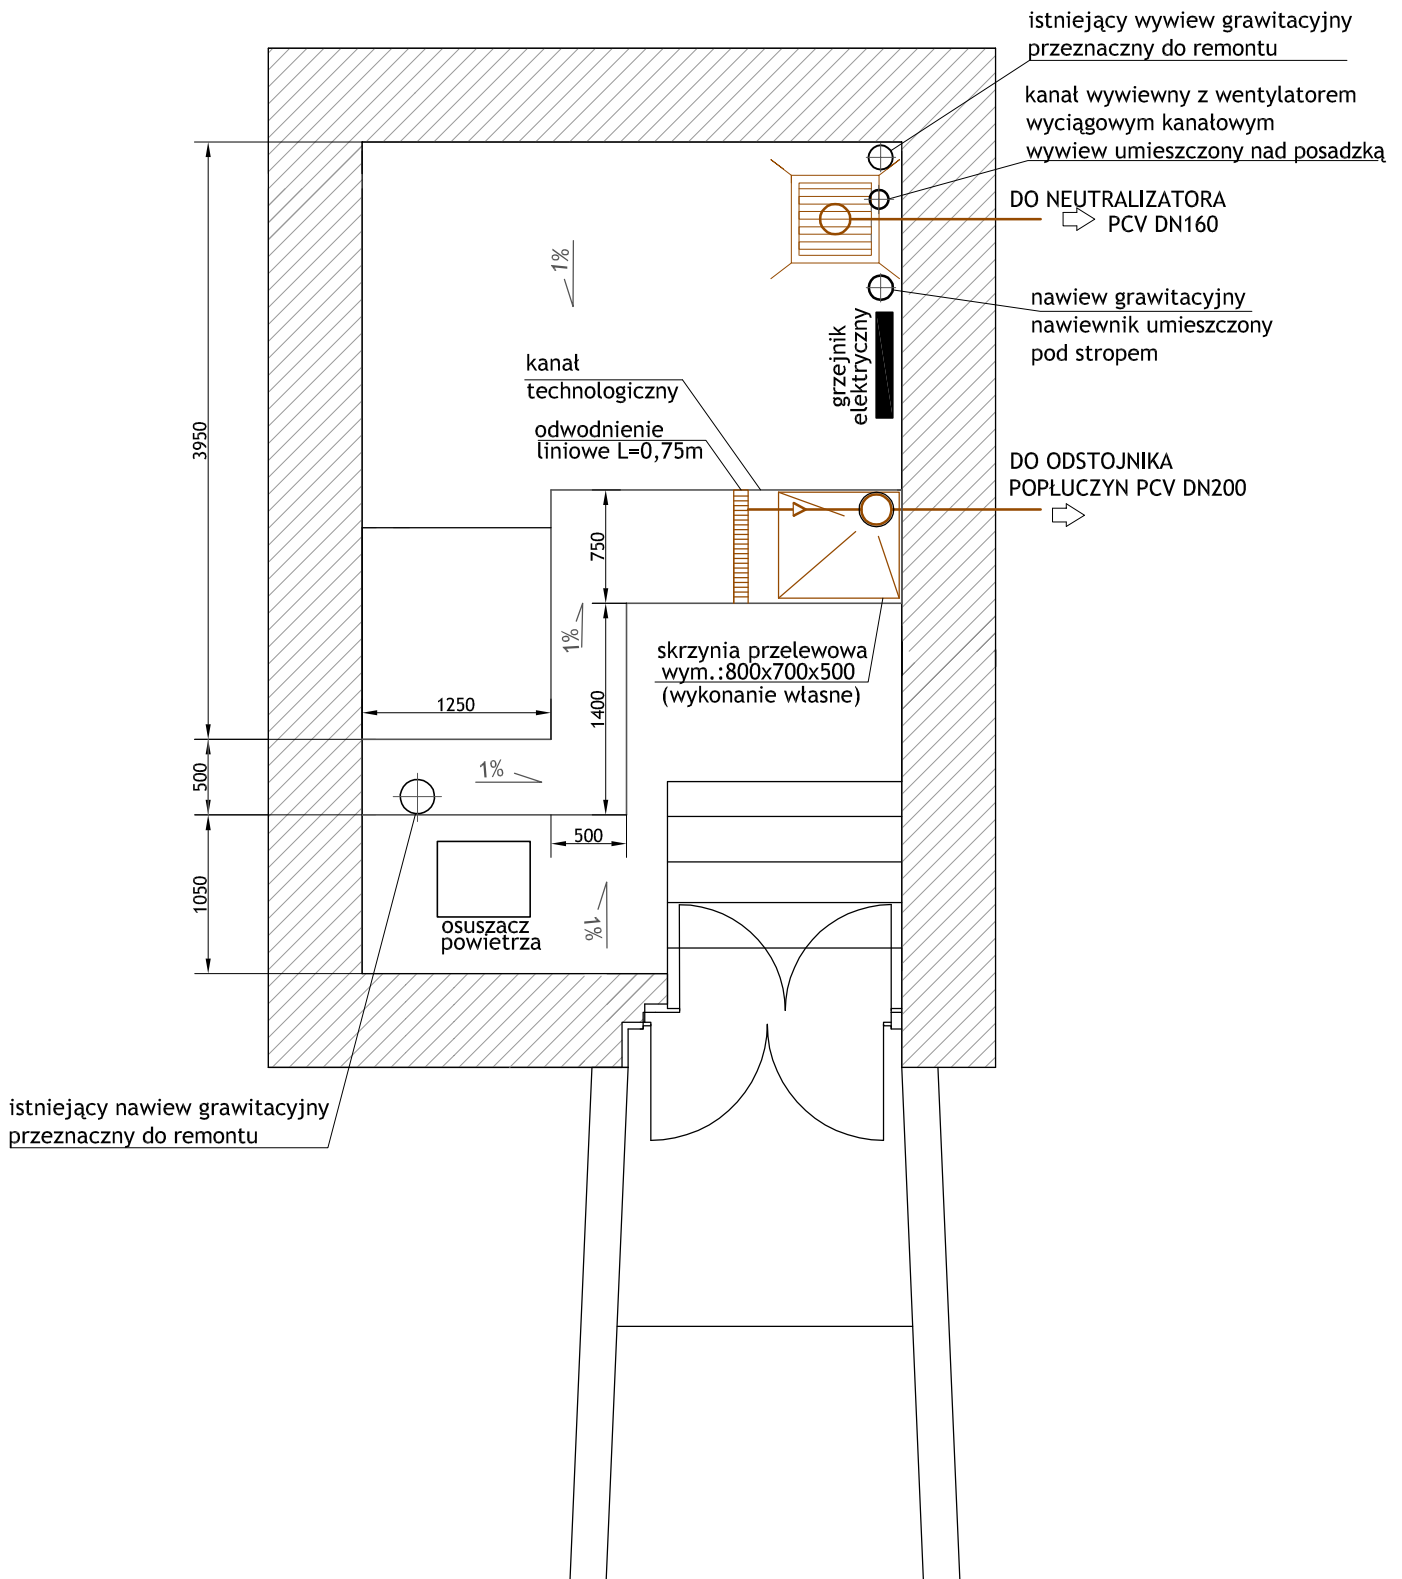 istniejący wywiew grawitacyjny
przeznaczny do remontu
kanał wywiewny z wentylatorem
wyciągowym kanałowym
wywiew umieszczony nad posadzką
DO NEUTRALIZATORA
PCV DN160
1%
nawiew grawitacyjny
nawiewnik umieszczony
pod stropem
grzejnik
elektryczny
kanał
technologiczny
odwodnienie
liniowe L=0,75m
3950
DO ODSTOJNIKA
POPŁUCZYN PCV DN200
750
1%
skrzynia przelewowa
wym.:800x700x500
(wykonanie własne)
1250
1400
500
1%
500
1050
osuszacz
powietrza
1%
istniejący nawiew grawitacyjny
przeznaczny do remontu